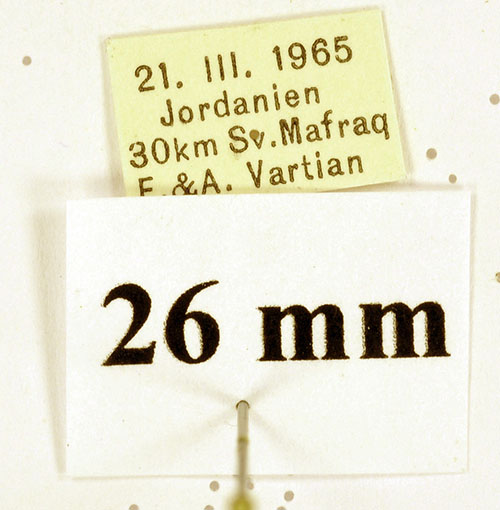 21. III. 1965
Jordanien
30km Sv. Mafraq
E. &A. Vartian
26 mm